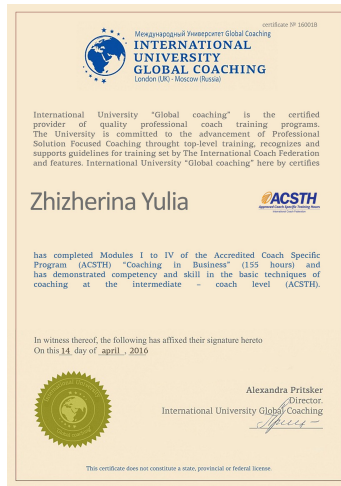 certificate № 160018
Международный Университет Global Coaching
INTERNATIONAL
UNIVERSITY
GLOBAL COACHING
London (UK) - Moscow (Russia)
International University "Global coaching" is the certified
provider of quality professional coach training programs.
The University is committed to the advancement of Professional
Solution Focused Coaching throught top-level training, recognizes and
supports guidelines for training set by The International Coach Federation
and features. International University "Global coaching" here by certifies
Zhizherina Yulia
ACSTH
Approved Coach Specific Training Hours
International Coach Federation
has completed Modules I to IV of the Accredited Coach Specific
Program (ACSTH) "Coaching in Business" (155 hours) and
has demonstrated competency and skill in the basic techniques of
coaching at the intermediate – coach level (ACSTH).
In witness thereof, the following has affixed their signature hereto
On this 14 day of april , 2016
Alexandra Pritsker
Director.
International University Global Coaching
This certificate does not constitute a state, provincial or federal license.